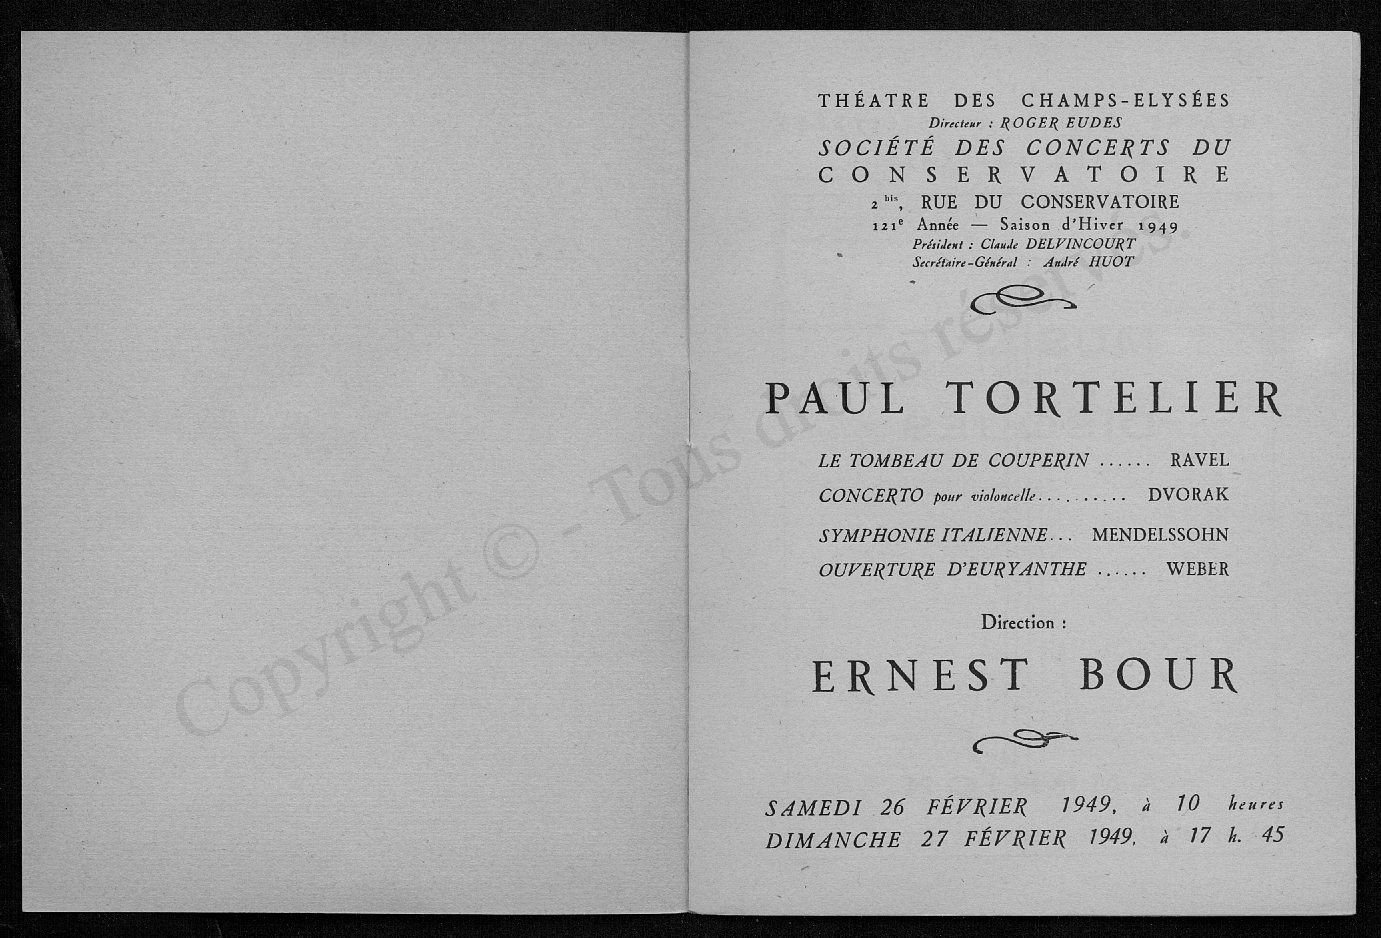 THÉATRE DES CHAMPS-ELYSÉES
Directeur : ROGER EUDES
SOCIÉTÉ DES CONCERTS DU
CONSERVATOIRE
2 bis, RUE DU CONSERVATOIRE
121e Année — Saison d'Hiver 1949
Président : Claude DELVINCOURT
Secrétaire-Général : André HUOT
PAUL TORTELIER
LE TOMBEAU DE COUPERIN ...... RAVEL
CONCERTO pour violoncelle.......... DVORAK
SYMPHONIE ITALIENNE... MENDELSSOHN
OUVERTURE D'EURYANTHE ...... WEBER
Direction :
ERNEST BOUR
SAMEDI 26 FÉVRIER 1949, à 10 heures
DIMANCHE 27 FÉVRIER 1949, à 17 h. 45
Copyright © - Tous droits réservés.